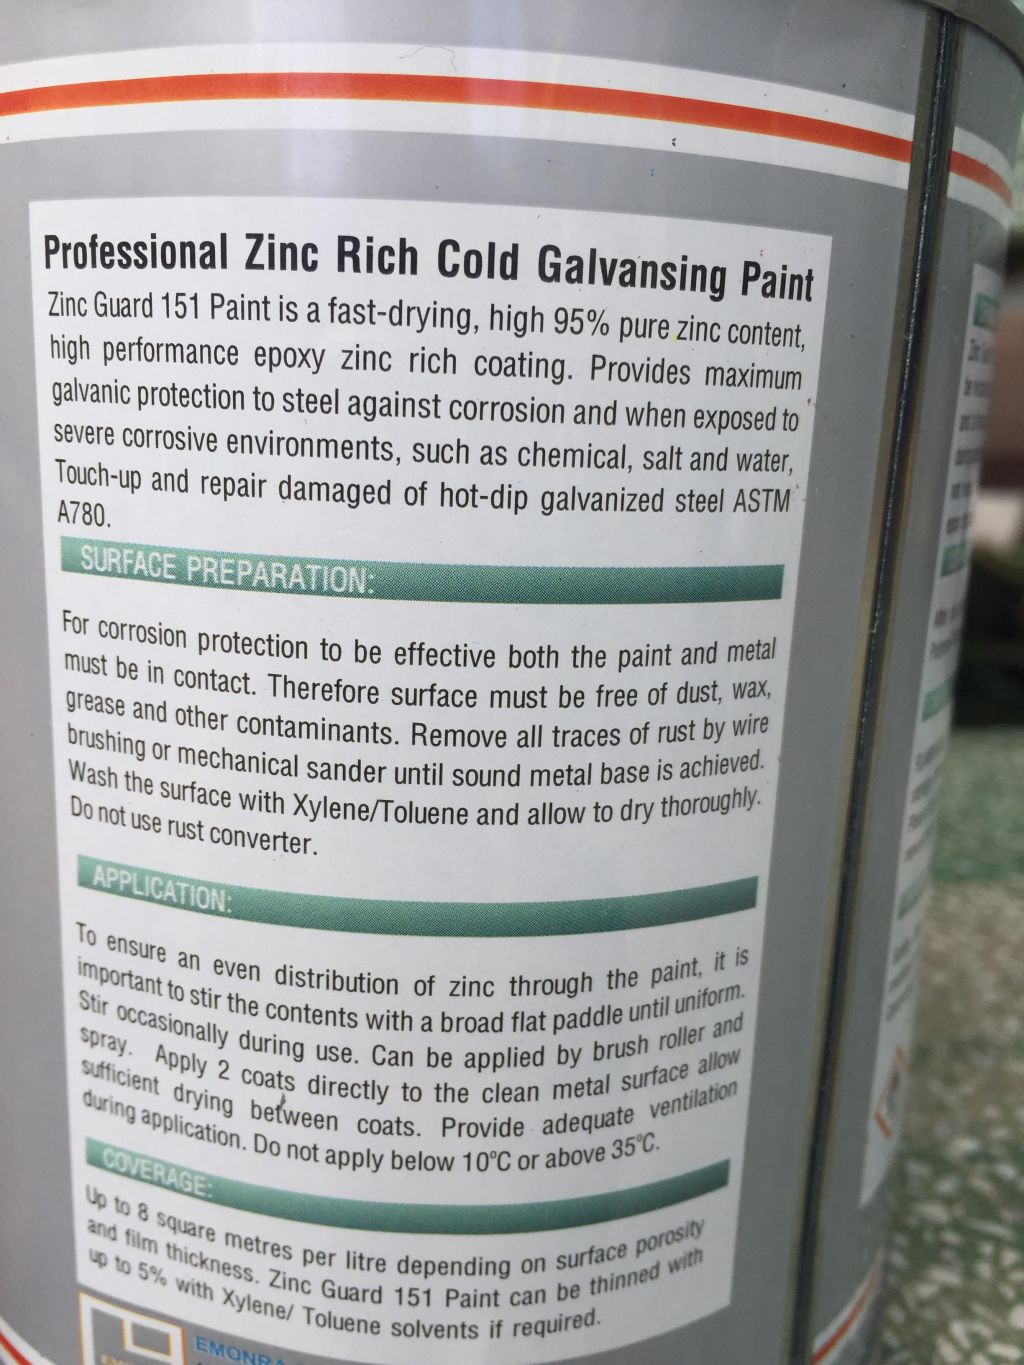 Professional Zinc Rich Cold Galvansing Paint
Zinc Guard 151 Paint is a fast-drying, high 95% pure zinc content,
high performance epoxy zinc rich coating. Provides maximum
galvanic protection to steel against corrosion and when exposed to
severe corrosive environments, such as chemical, salt and water,
Touch-up and repair damaged of hot-dip galvanized steel ASTM
A780.
SURFACE PREPARATION:
For corrosion protection to be effective both the paint and metal
must be in contact. Therefore surface must be free of dust, wax,
grease and other contaminants. Remove all traces of rust by wire
brushing or mechanical sander until sound metal base is achieved.
Wash the surface with Xylene/Toluene and allow to dry thoroughly.
Do not use rust converter.
APPLICATION:
To ensure an even distribution of zinc through the paint, it is
important to stir the contents with a broad flat paddle until uniform.
Stir occasionally during use. Can be applied by brush roller and
spray. Apply 2 coats directly to the clean metal surface allow
sufficient drying between coats. Provide adequate ventilation
during application. Do not apply below 10°C or above 35°C.
COVERAGE:
Up to 8 square metres per litre depending on surface porosity
and film thickness. Zinc Guard 151 Paint can be thinned with
up to 5% with Xylene/ Toluene solvents if required.